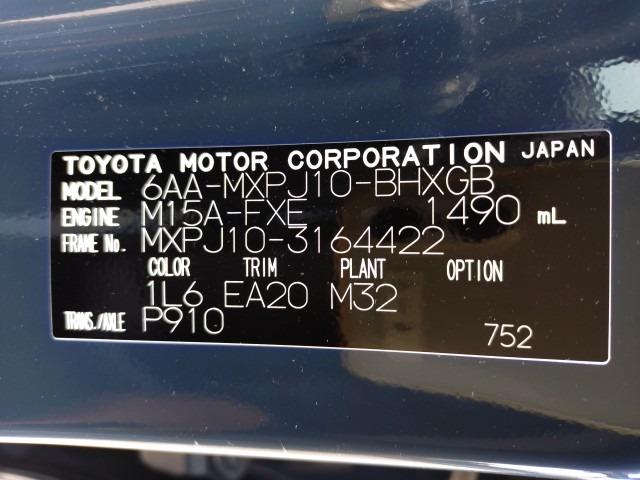 TOYOTA MOTOR CORPORATION JAPAN
MODEL 6AA-MXPJ10-BHXGB
ENGINE M15A-FXE 1490 mL
FRAME No. MXPJ10-3164422
COLOR TRIM PLANT OPTION
1L6 EA20 M32
TRANS./AXLE P910
752